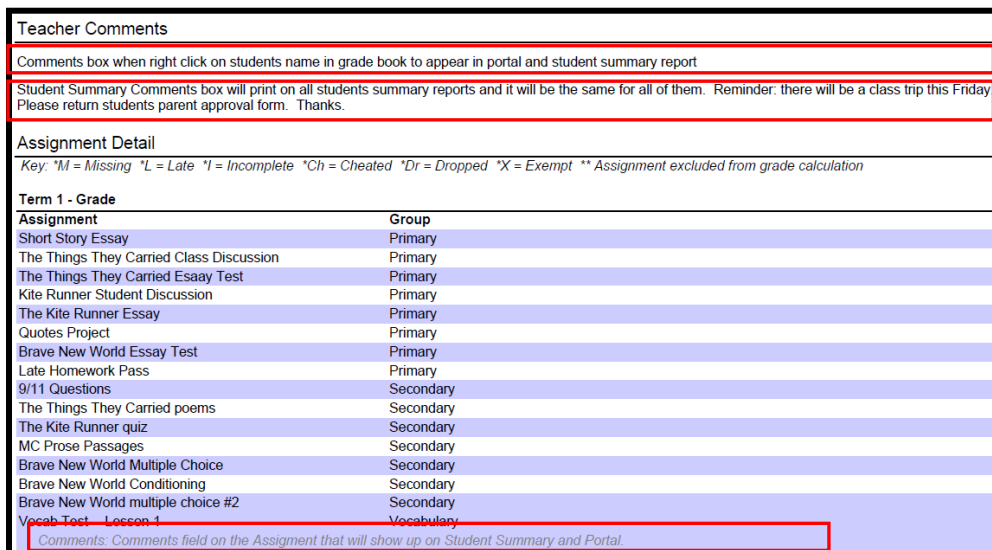 Teacher Comments
Comments box when right click on students name in grade book to appear in portal and student summary report
Student Summary Comments box will print on all students summary reports and it will be the same for all of them. Reminder: there will be a class trip this Friday
Please return students parent approval form. Thanks.
Assignment Detail
Key: *M = Missing *L = Late *I = Incomplete *Ch = Cheated *Dr = Dropped *X = Exempt ** Assignment excluded from grade calculation
Term 1 - Grade
Assignment Group
Short Story Essay Primary
The Things They Carried Class Discussion Primary
The Things They Carried Esaay Test Primary
Kite Runner Student Discussion Primary
The Kite Runner Essay Primary
Quotes Project Primary
Brave New World Essay Test Primary
Late Homework Pass Primary
9/11 Questions Secondary
The Things They Carried poems Secondary
The Kite Runner quiz Secondary
MC Prose Passages Secondary
Brave New World Multiple Choice Secondary
Brave New World Conditioning Secondary
Brave New World multiple choice #2 Secondary
Vocab Test - Lesson 1 Vocabulary
Comments: Comments field on the Assigment that will show up on Student Summary and Portal.